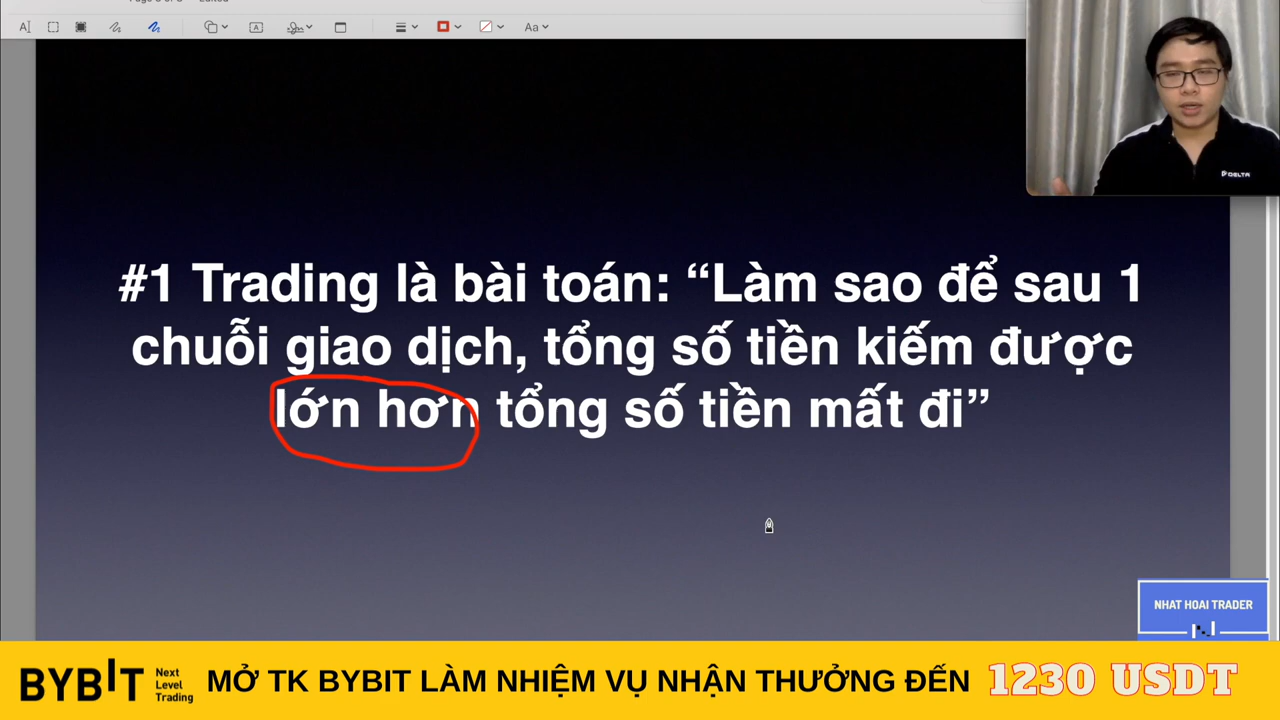 Aa
#1 Trading là bài toán: “Làm sao để sau 1
chuỗi giao dịch, tổng số tiền kiếm được
lớn hơn tổng số tiền mất đi”
DELTA
NHAT HOAI TRADER
BYBIT
Next
Level
Trading
MỞ TK BYBIT LÀM NHIỆM VỤ NHẬN THƯỞNG ĐẾN
1230 USDT